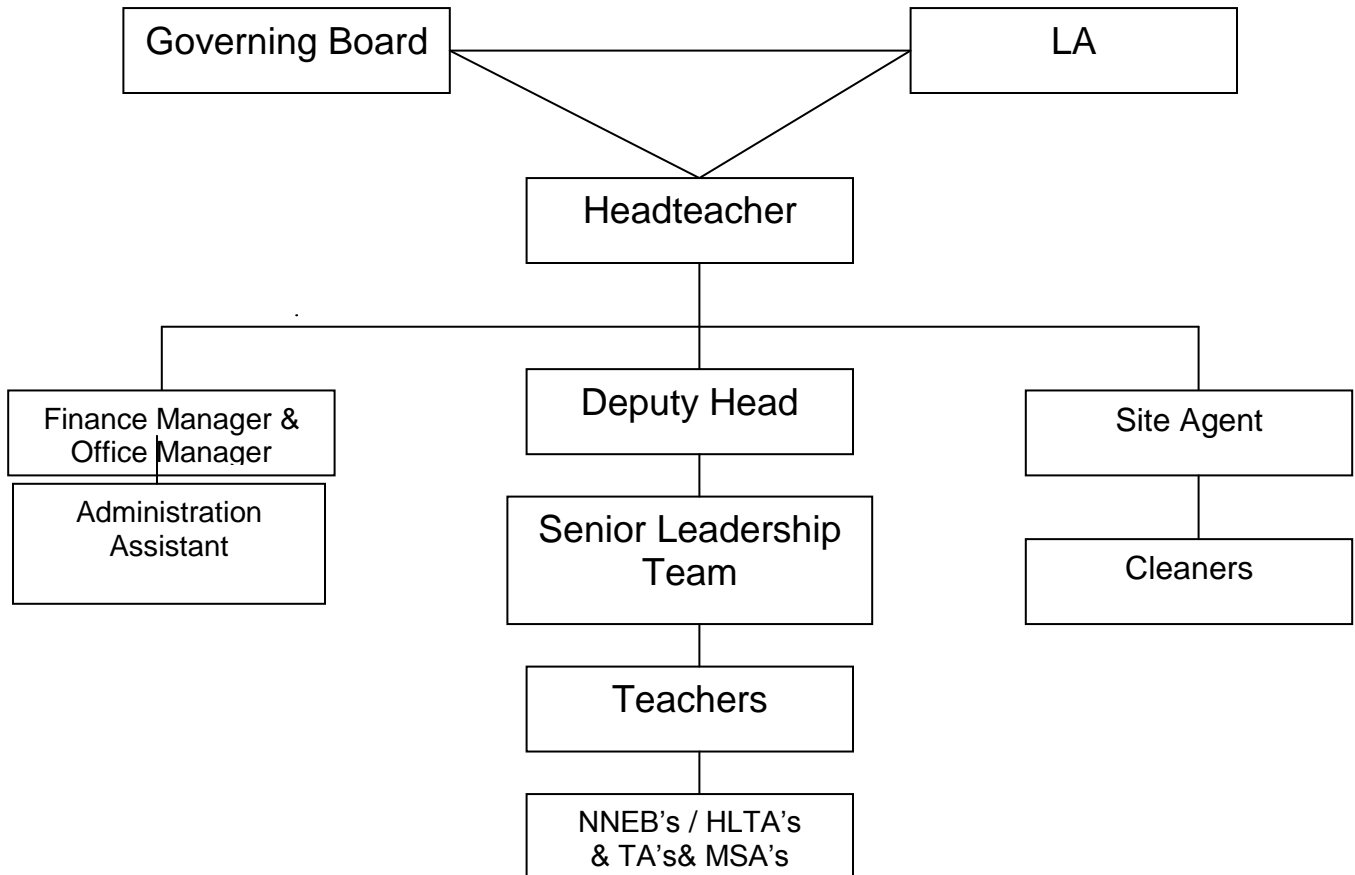 Governing Board
LA
Headteacher
Finance Manager &
Office Manager
Deputy Head
Site Agent
Administration
Assistant
Senior Leadership
Team
Cleaners
Teachers
NNEB’s / HLTA’s
& TA’s& MSA’s